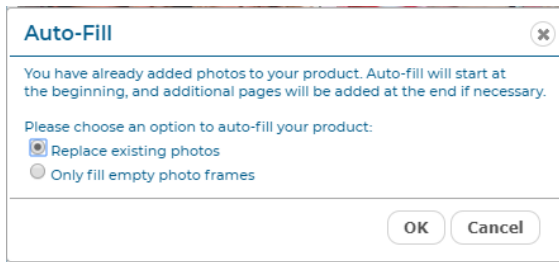 Auto-Fill
You have already added photos to your product. Auto-fill will start at
the beginning, and additional pages will be added at the end if necessary.
Please choose an option to auto-fill your product:
Replace existing photos
Only fill empty photo frames
OK Cancel